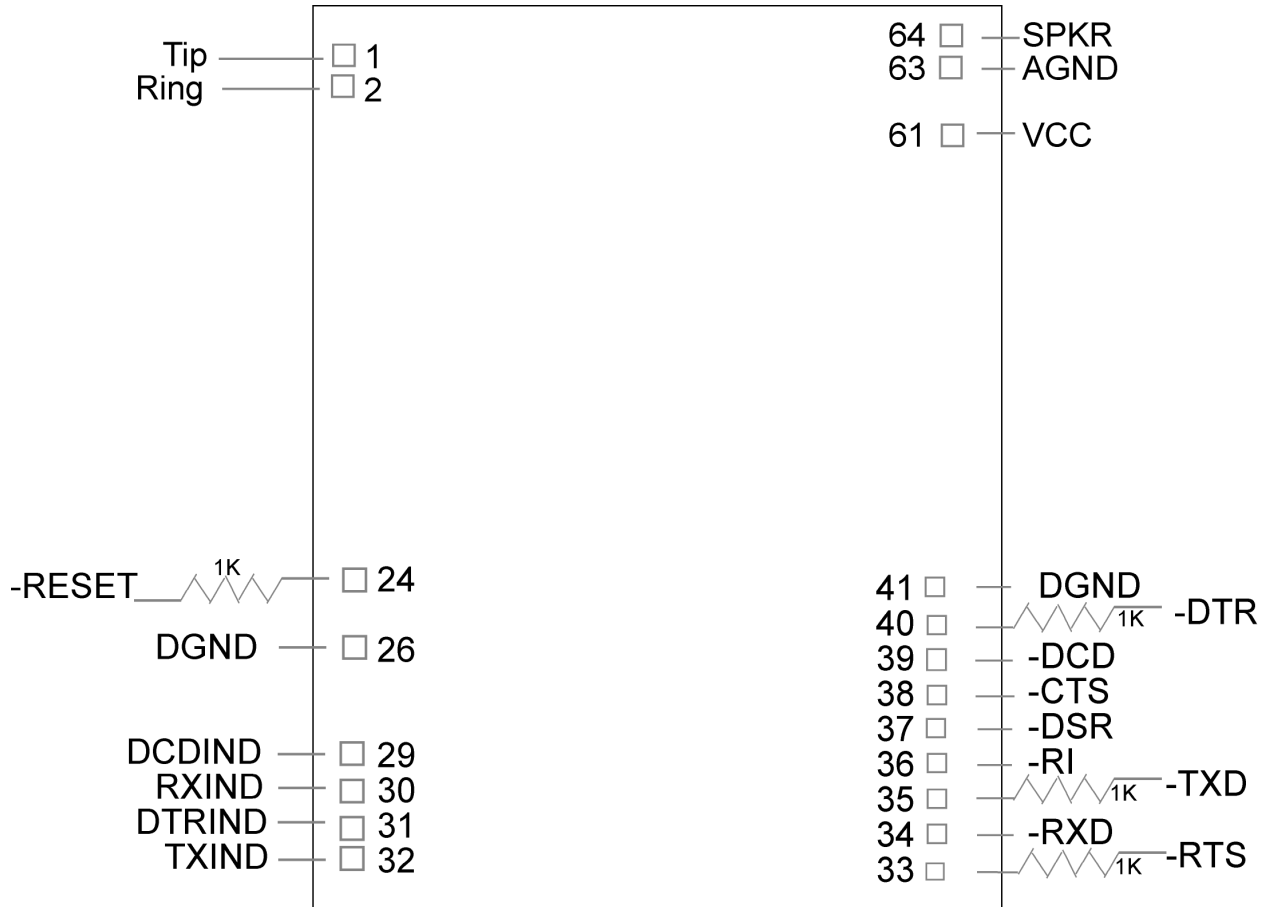 Tip 1
Ring 2
64 SPKR
63 AGND
61 VCC
-RESET 1K 24
DGND 26
DCDIND 29
RXIND 30
DTRIND 31
TXIND 32
41 DGND
40 1K -DTR
39 -DCD
38 -CTS
37 -DSR
36 -RI
35 1K -TXD
34 -RXD
33 1K -RTS